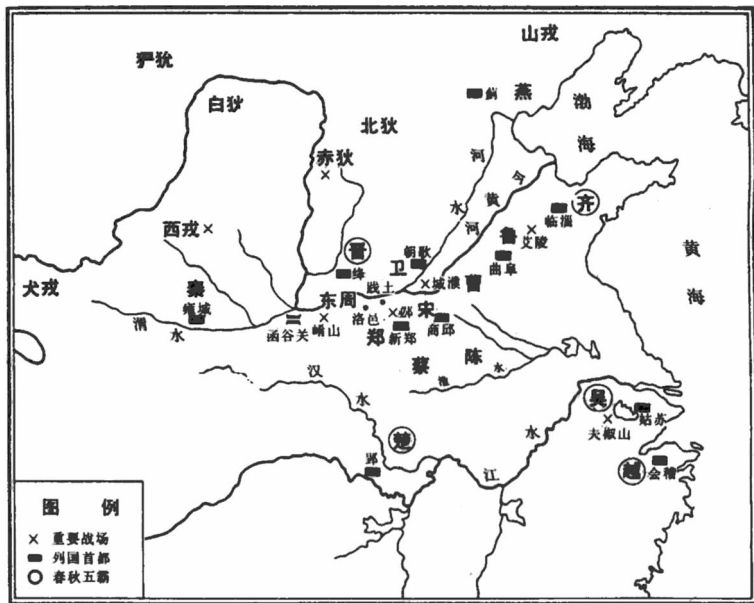 山戎
猃狁
蓟
燕
渤海
白狄
北狄
赤狄
河水
今黄河
齐
临淄
西戎
鲁
艾陵
黄海
晋
卫
朝歌
曲阜
犬戎
绛
城濮
曹
秦
雍城
东周
践土
渭水
函谷关
崤山
洛邑
邲
宋
郑
新郑
商邱
蔡
陈
汉水
淮水
吴
姑苏
夫椒山
楚
郢
江水
越
会稽
图 例
重要战场
列国首都
春秋五霸